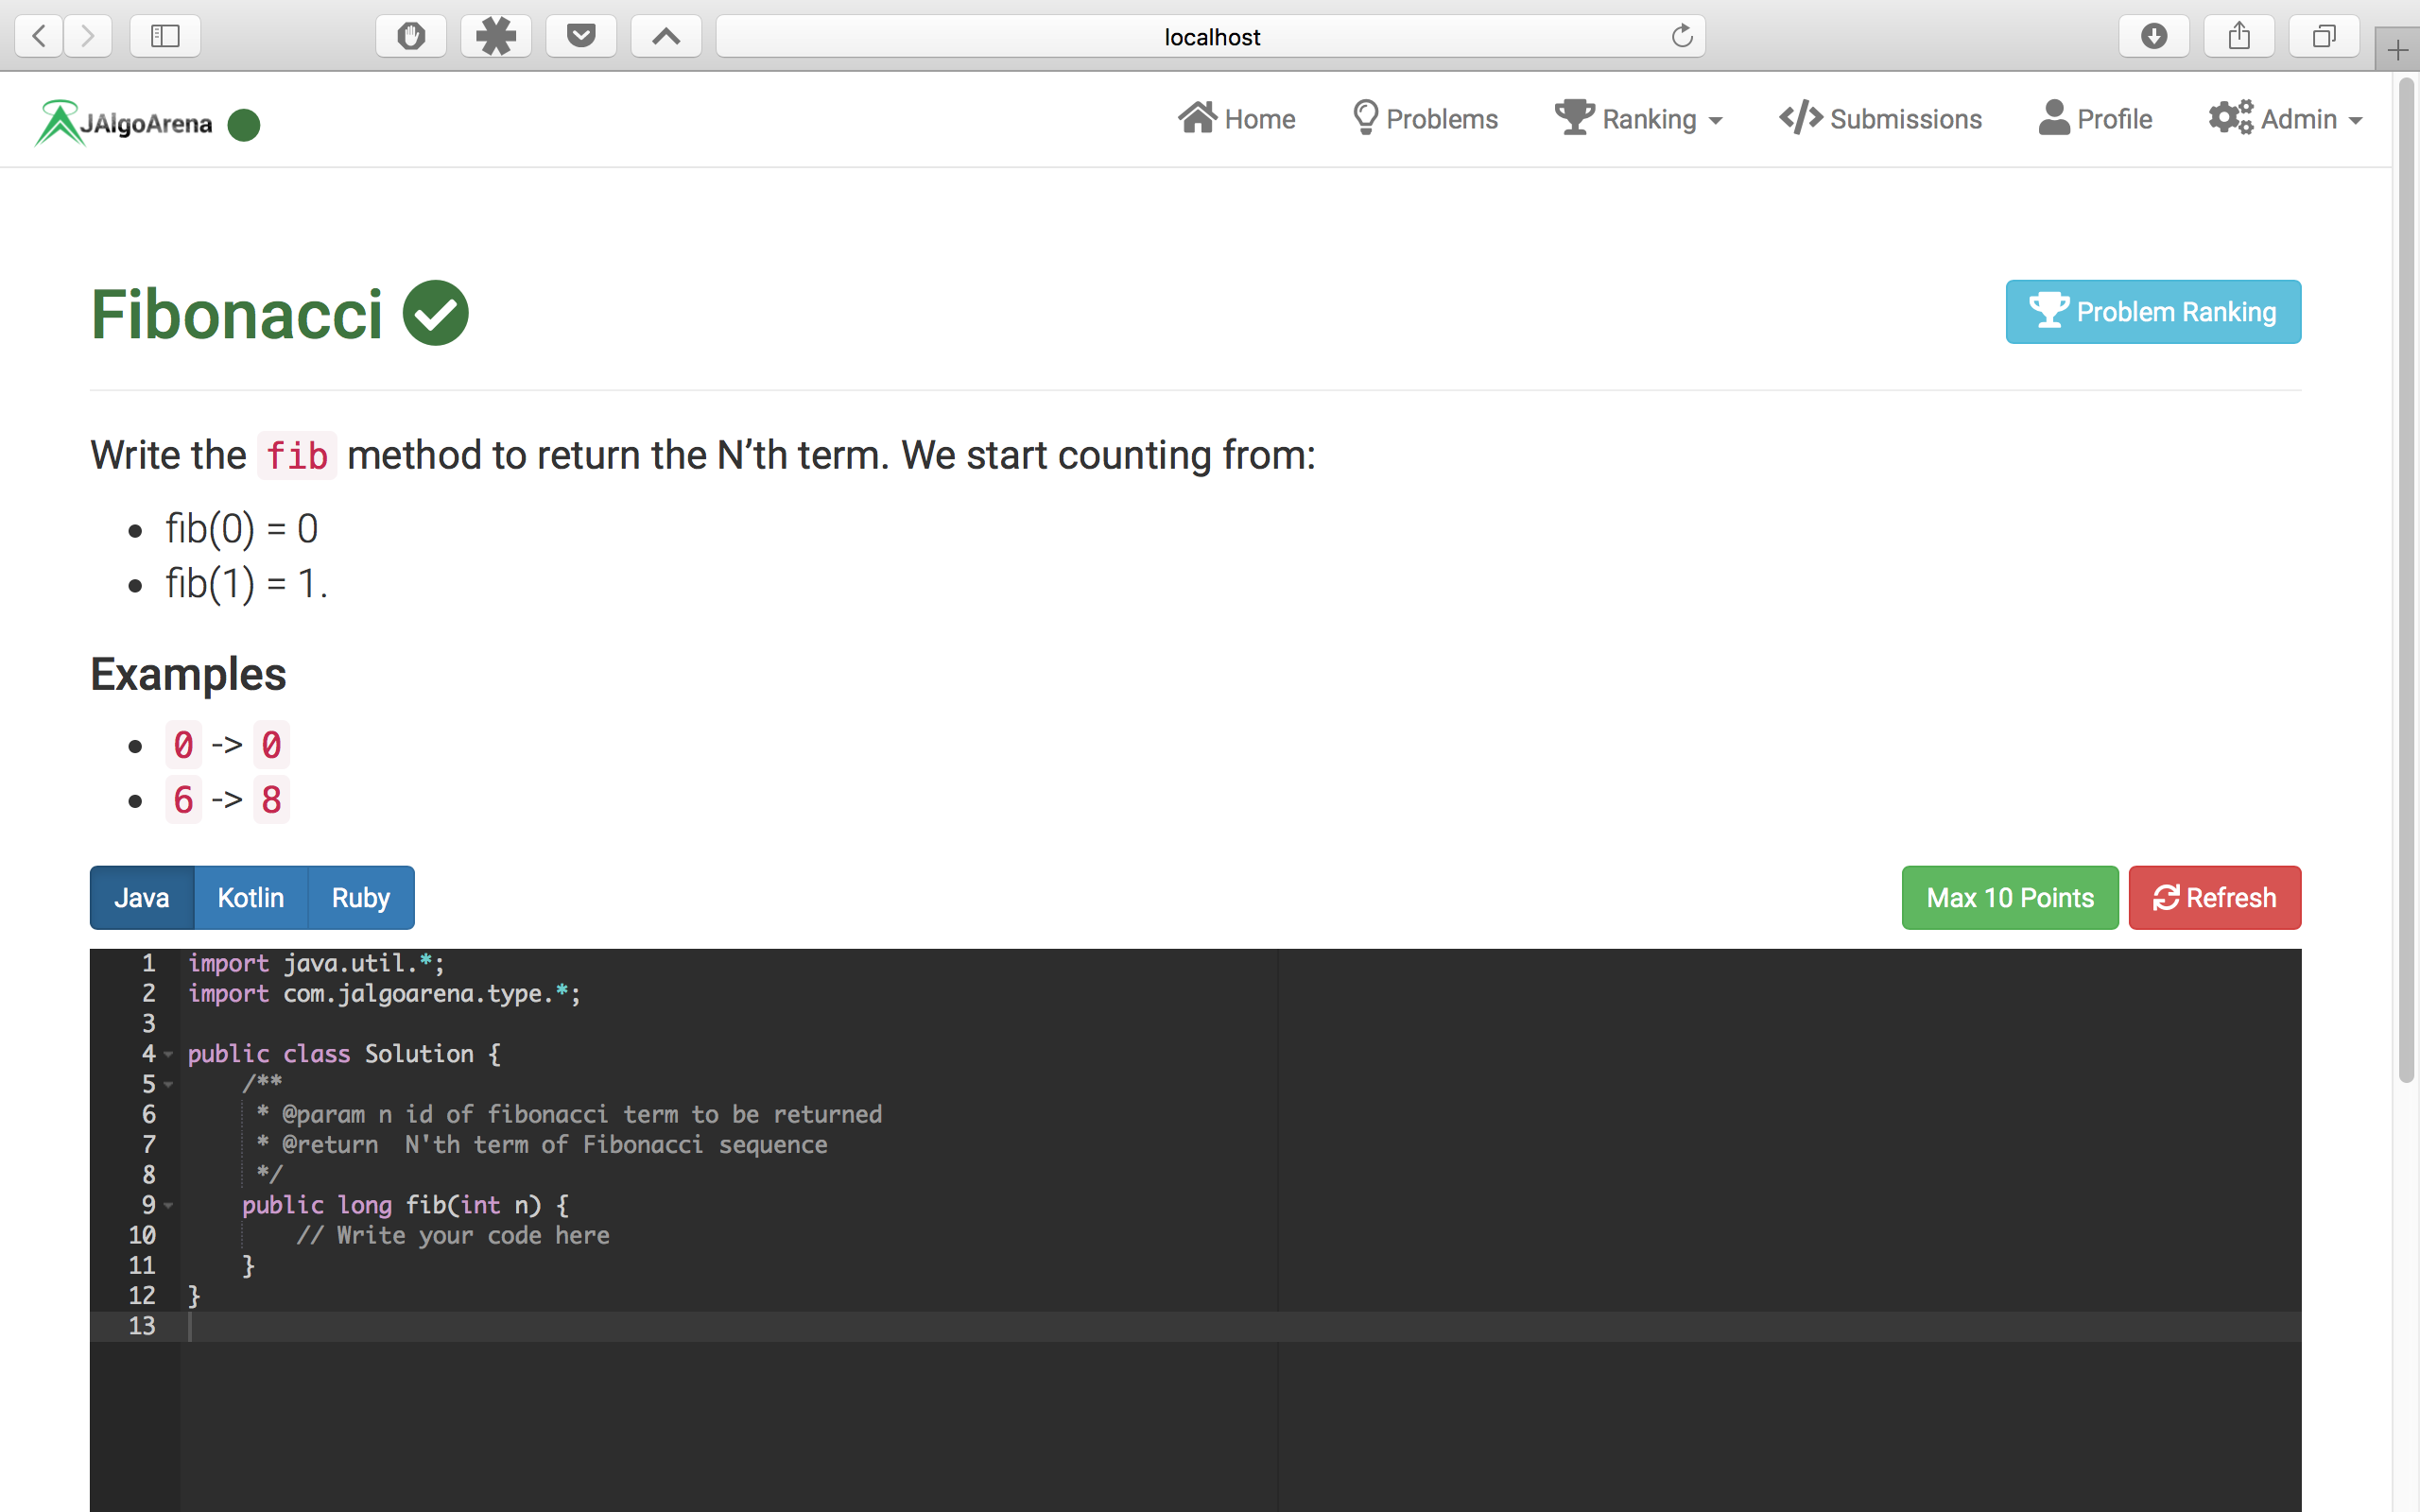 localhost
JAlgoArena
Home Problems Ranking Submissions Profile Admin
Fibonacci
Problem Ranking
Write the fib method to return the N’th term. We start counting from:
• fib(0) = 0
• fib(1) = 1.
Examples
• 0 -> 0
• 6 -> 8
Java Kotlin Ruby
Max 10 Points Refresh
1 import java.util.*;
2 import com.jalgoarena.type.*;
3
4 public class Solution {
5     /**
6      * @param n id of fibonacci term to be returned
7      * @return  N'th term of Fibonacci sequence
8      */
9     public long fib(int n) {
10         // Write your code here
11     }
12 }
13